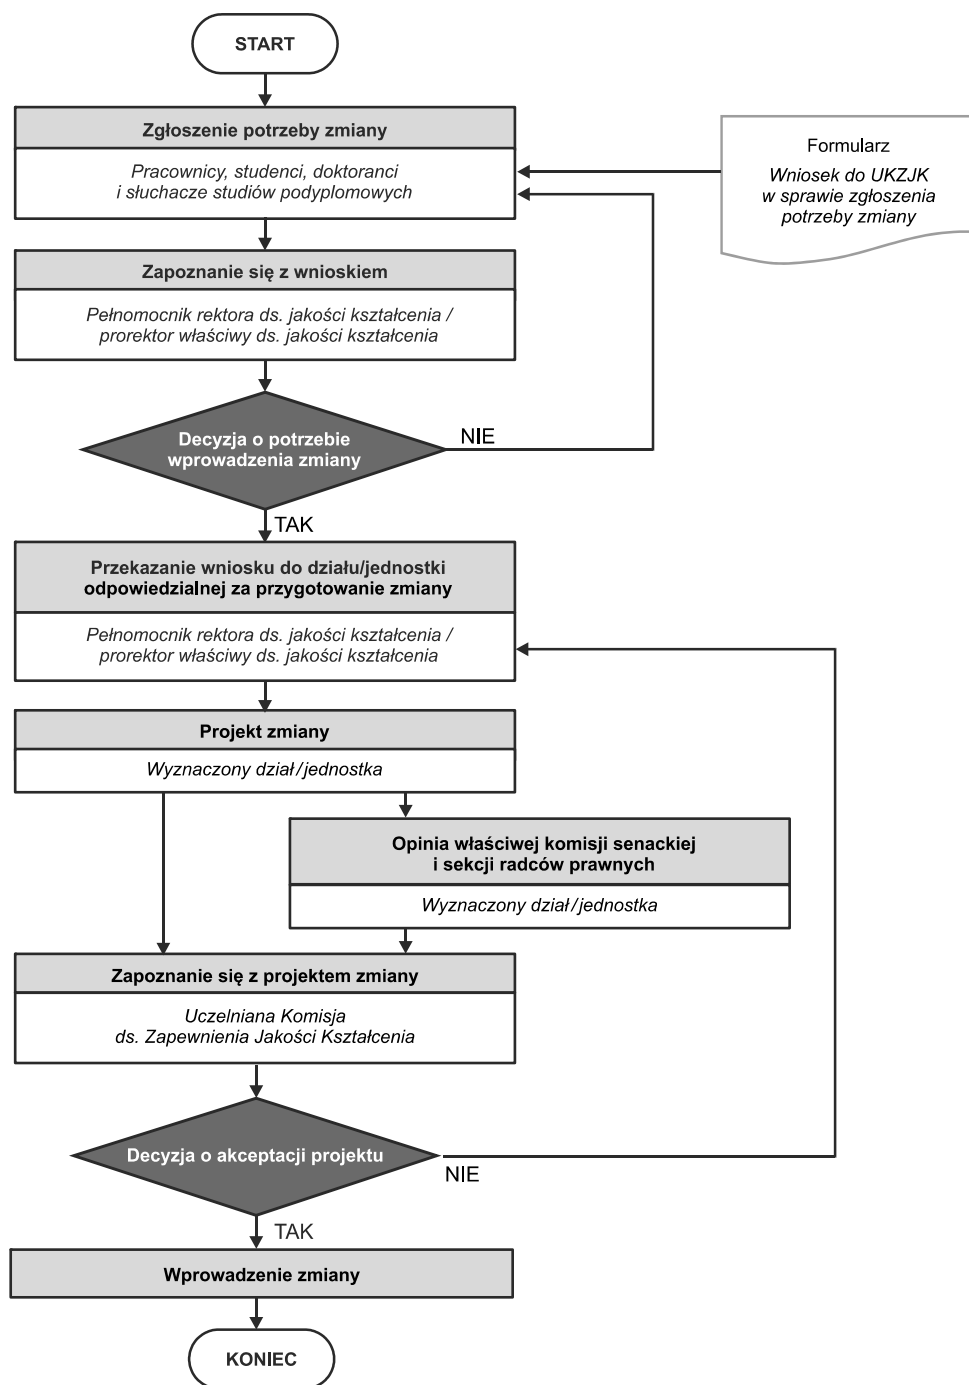 START
Zgłoszenie potrzeby zmiany
Pracownicy, studenci, doktoranci
i słuchacze studiów podyplomowych
Formularz
Wniosek do UKZJK
w sprawie zgłoszenia
potrzeby zmiany
Zapoznanie się z wnioskiem
Pełnomocnik rektora ds. jakości kształcenia /
prorektor właściwy ds. jakości kształcenia
Decyzja o potrzebie
wprowadzenia zmiany
NIE
TAK
Przekazanie wniosku do działu/jednostki
odpowiedzialnej za przygotowanie zmiany
Pełnomocnik rektora ds. jakości kształcenia /
prorektor właściwy ds. jakości kształcenia
Projekt zmiany
Wyznaczony dział/jednostka
Opinia właściwej komisji senackiej
i sekcji radców prawnych
Wyznaczony dział/jednostka
Zapoznanie się z projektem zmiany
Uczelniana Komisja
ds. Zapewnienia Jakości Kształcenia
Decyzja o akceptacji projektu
NIE
TAK
Wprowadzenie zmiany
KONIEC